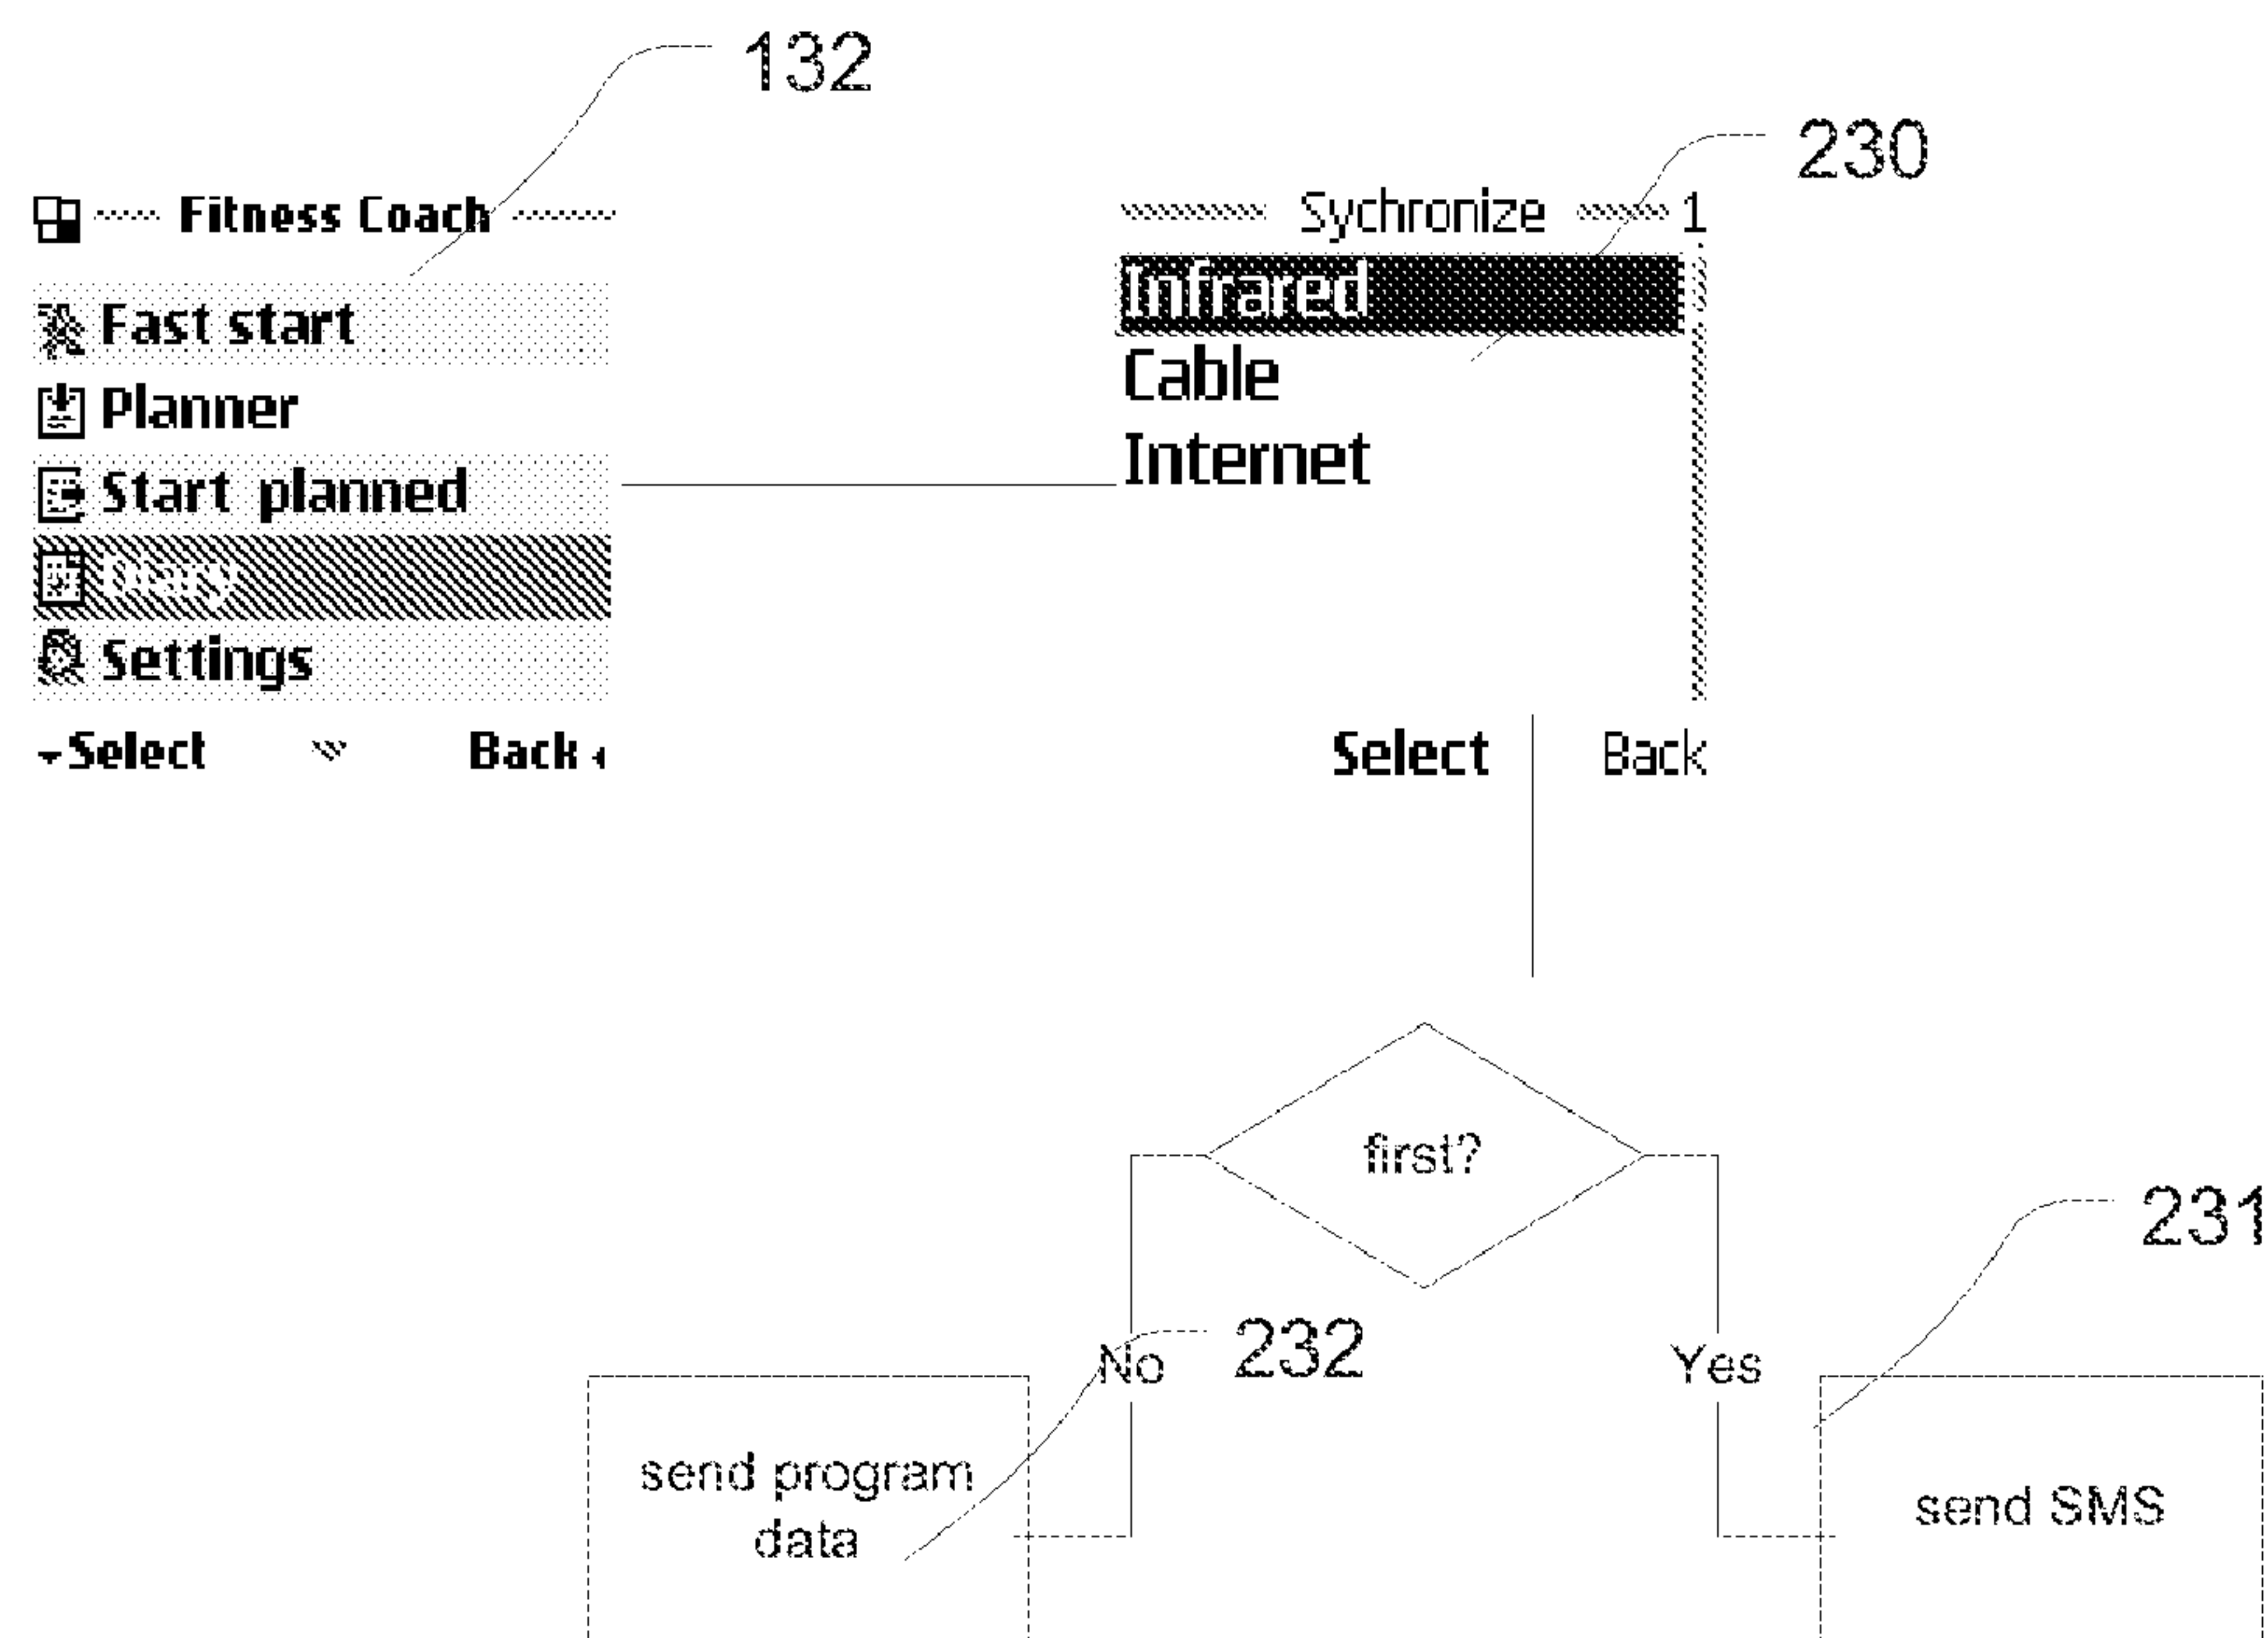 132
230
Fitness Coach
Sychronize 1
Fast start
Planner
Start planned
Diary
Settings
Select Back
Infrared
Cable
Internet
Select Back
first?
231
No 232 Yes
send program
data
send SMS